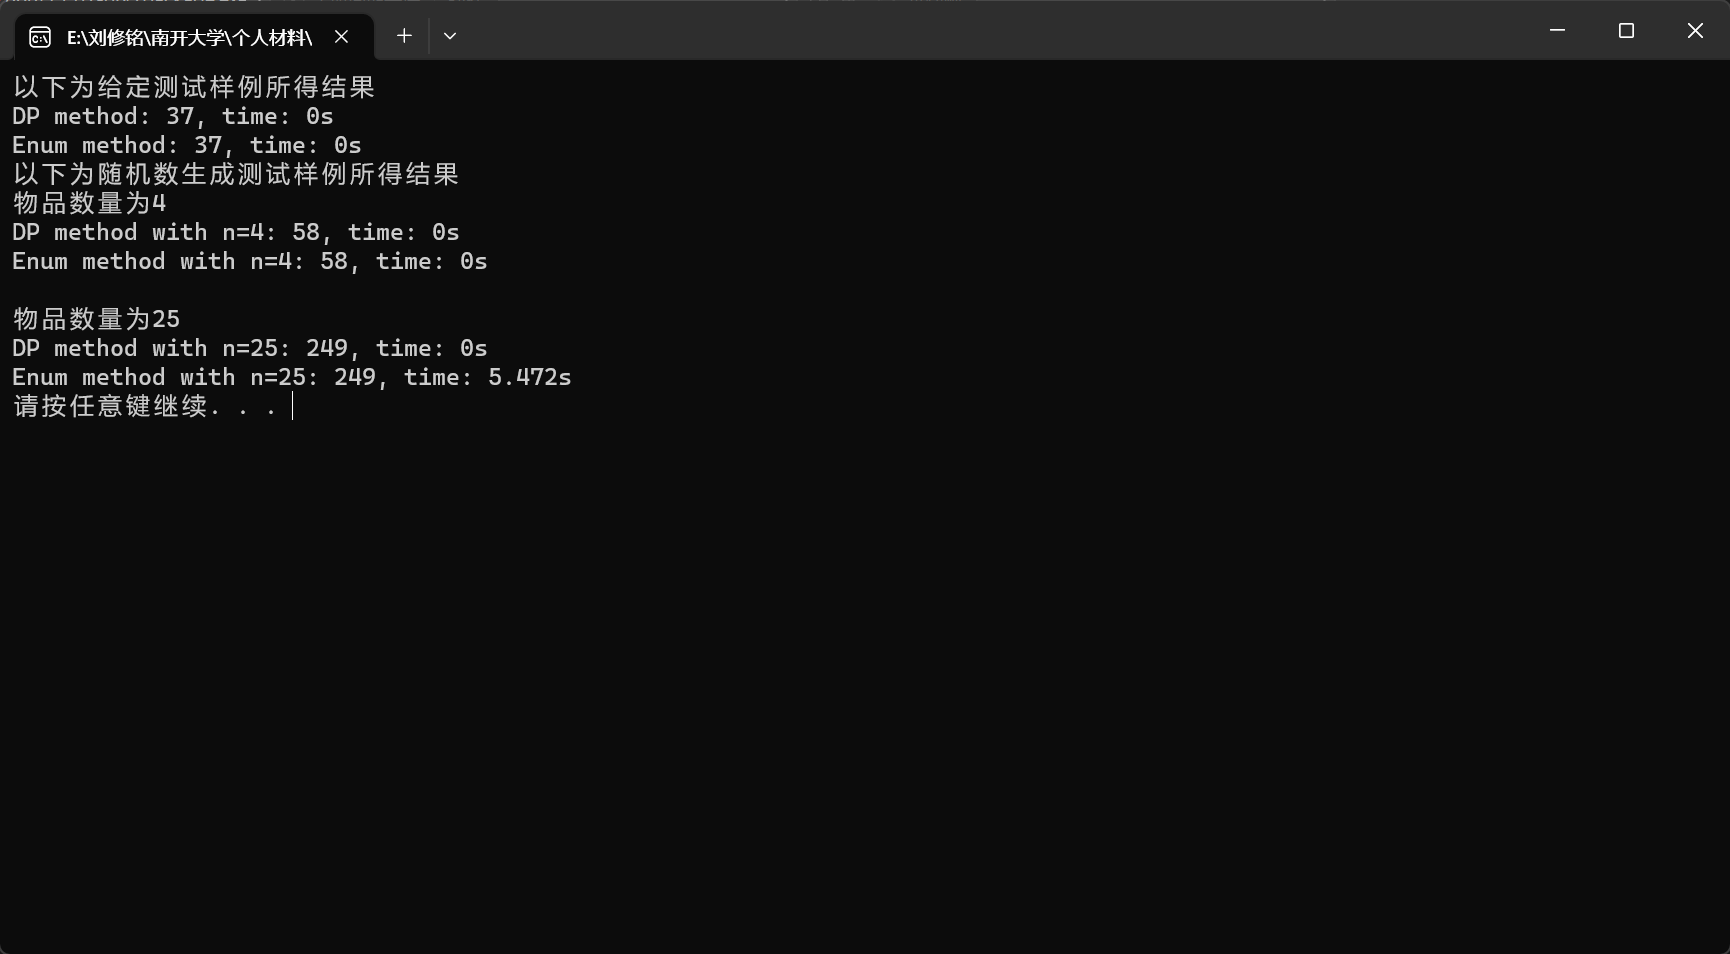 E:\刘修铭\南开大学\个人材料\
以下为给定测试样例所得结果
DP method: 37, time: 0s
Enum method: 37, time: 0s
以下为随机数生成测试样例所得结果
物品数量为4
DP method with n=4: 58, time: 0s
Enum method with n=4: 58, time: 0s
物品数量为25
DP method with n=25: 249, time: 0s
Enum method with n=25: 249, time: 5.472s
请按任意键继续. . .